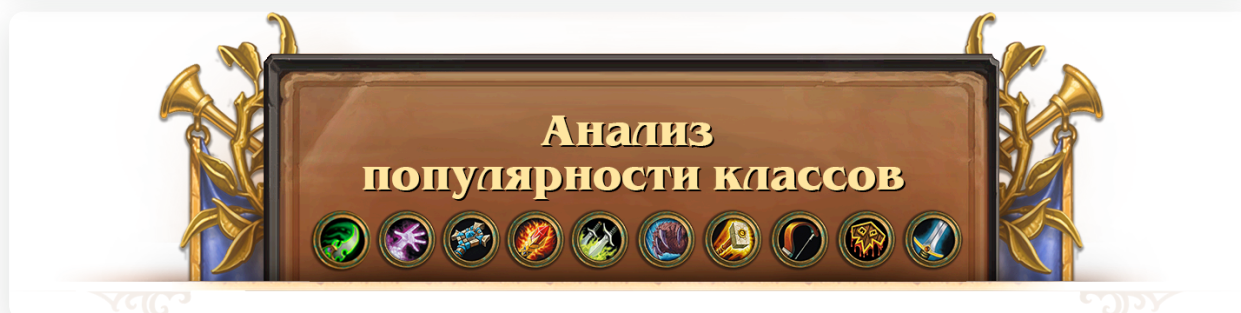 Анализ
популярности классов